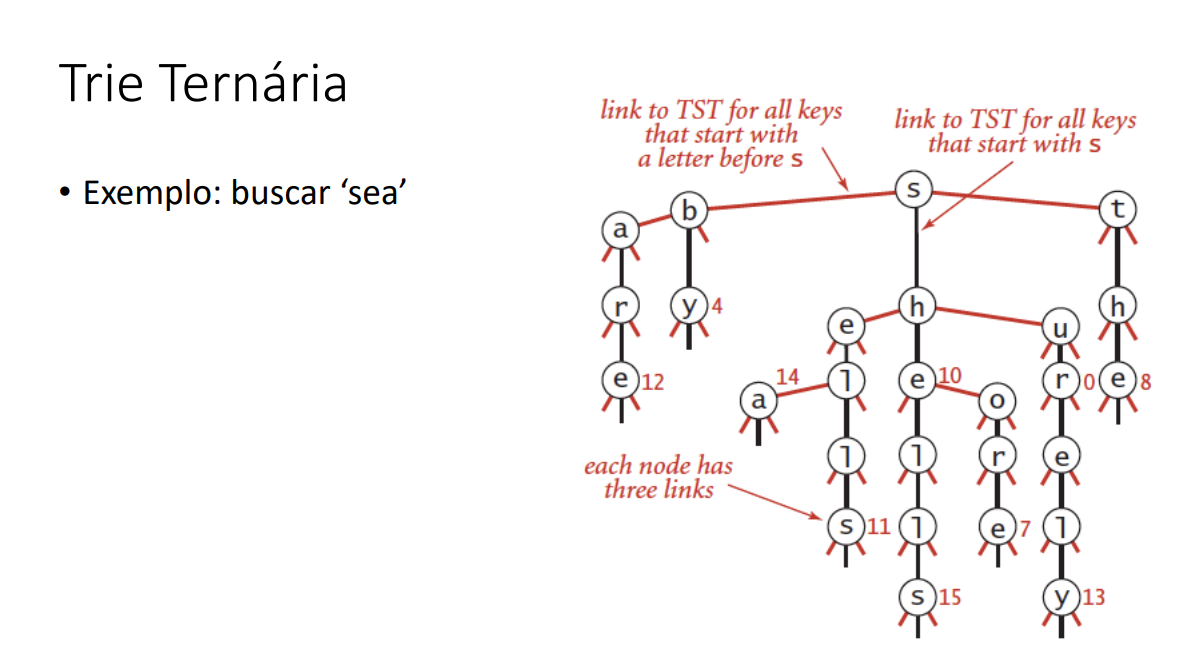 Trie Ternária
• Exemplo: buscar ‘sea’
link to TST for all keys
that start with
a letter before s
link to TST for all keys
that start with s
s
b
t
a
r
y 4
h
h
e
u
e 12
14
l
e 10
r 0
e 8
a
o
each node has
three links
l
l
r
e
s 11
l
e 7
l
s 15
y 13